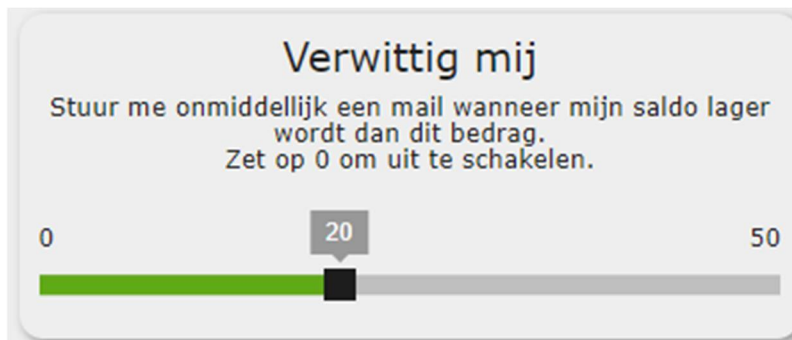 Verwittig mij
Stuur me onmiddellijk een mail wanneer mijn saldo lager
wordt dan dit bedrag.
Zet op 0 om uit te schakelen.
20
0 50